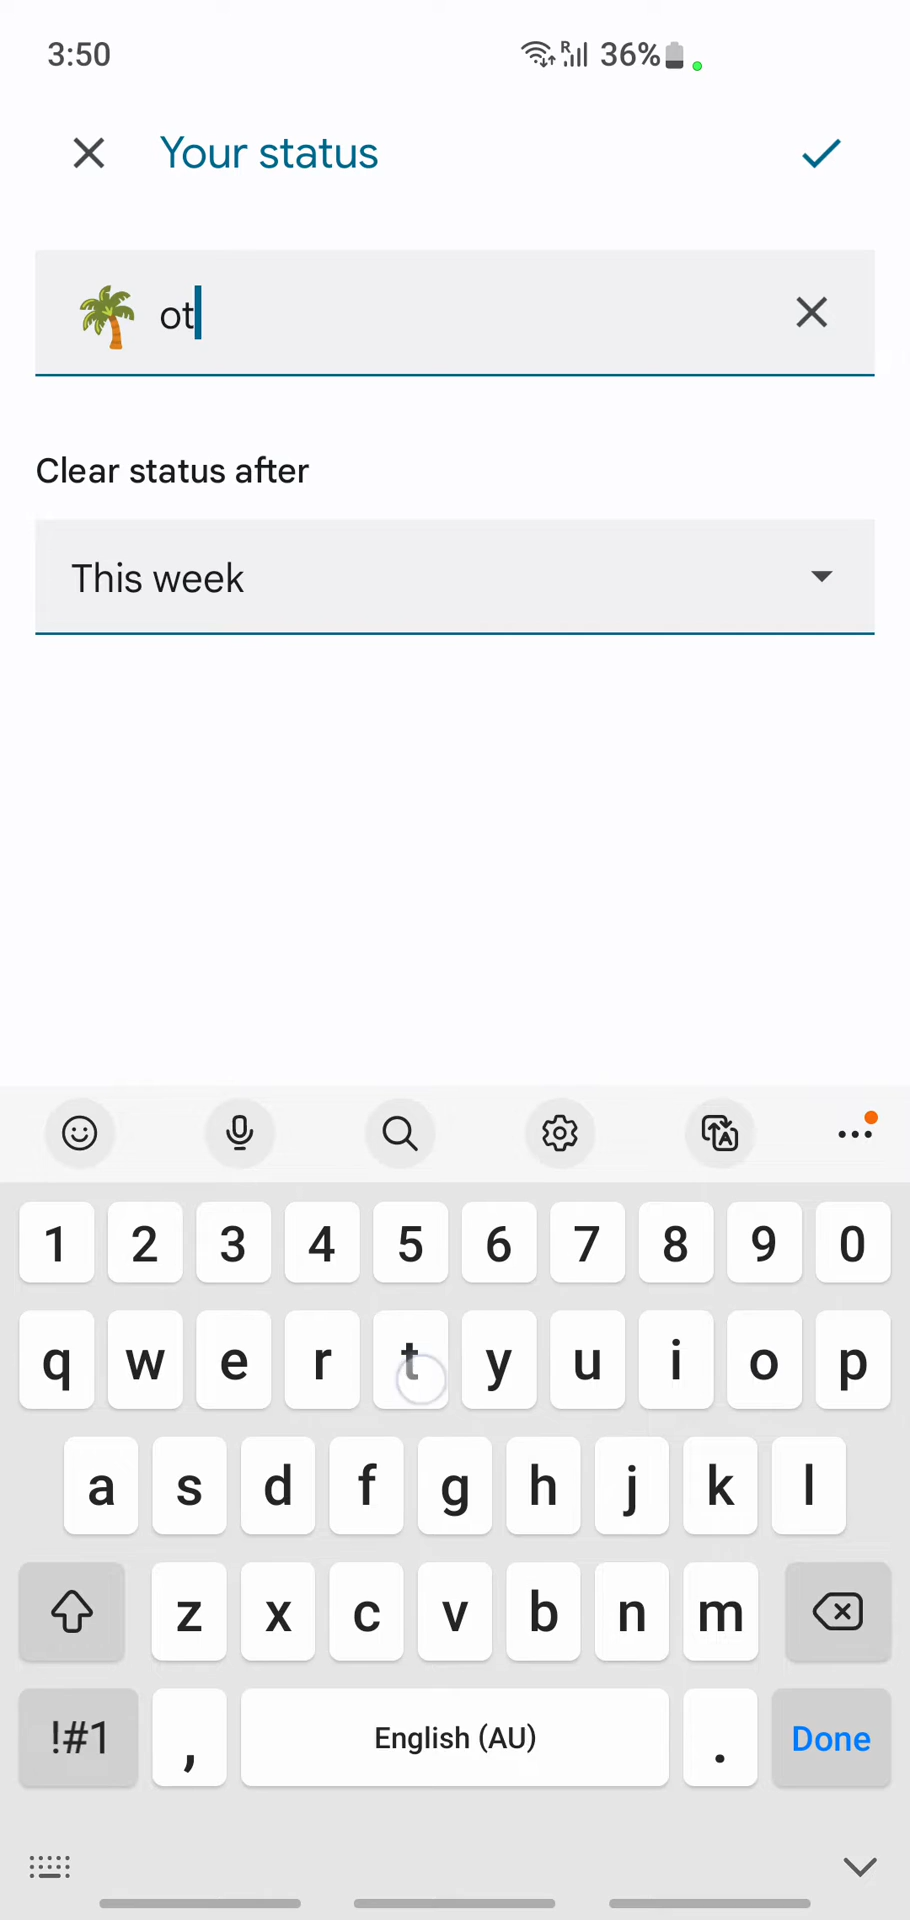 3:50 R 36%
Your status
🌴 ot
Clear status after
This week
1 2 3 4 5 6 7 8 9 0
q w e r t y u i o p
a s d f g h j k l
z x c v b n m
!#1 , English (AU) . Done